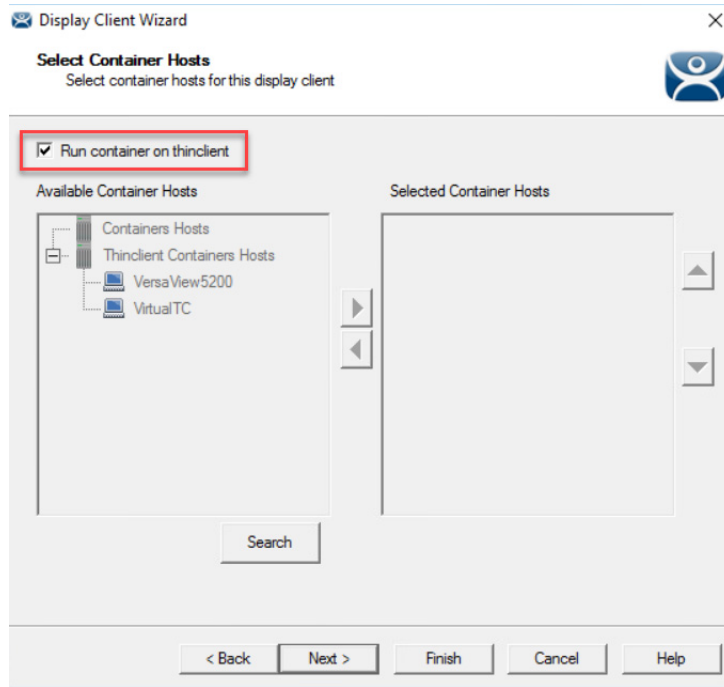 Display Client Wizard
Select Container Hosts
Select container hosts for this display client
Run container on thinclient
Available Container Hosts
Selected Container Hosts
Containers Hosts
Thinclient Containers Hosts
VersaView5200
VirtualTC
Search
< Back
Next >
Finish
Cancel
Help